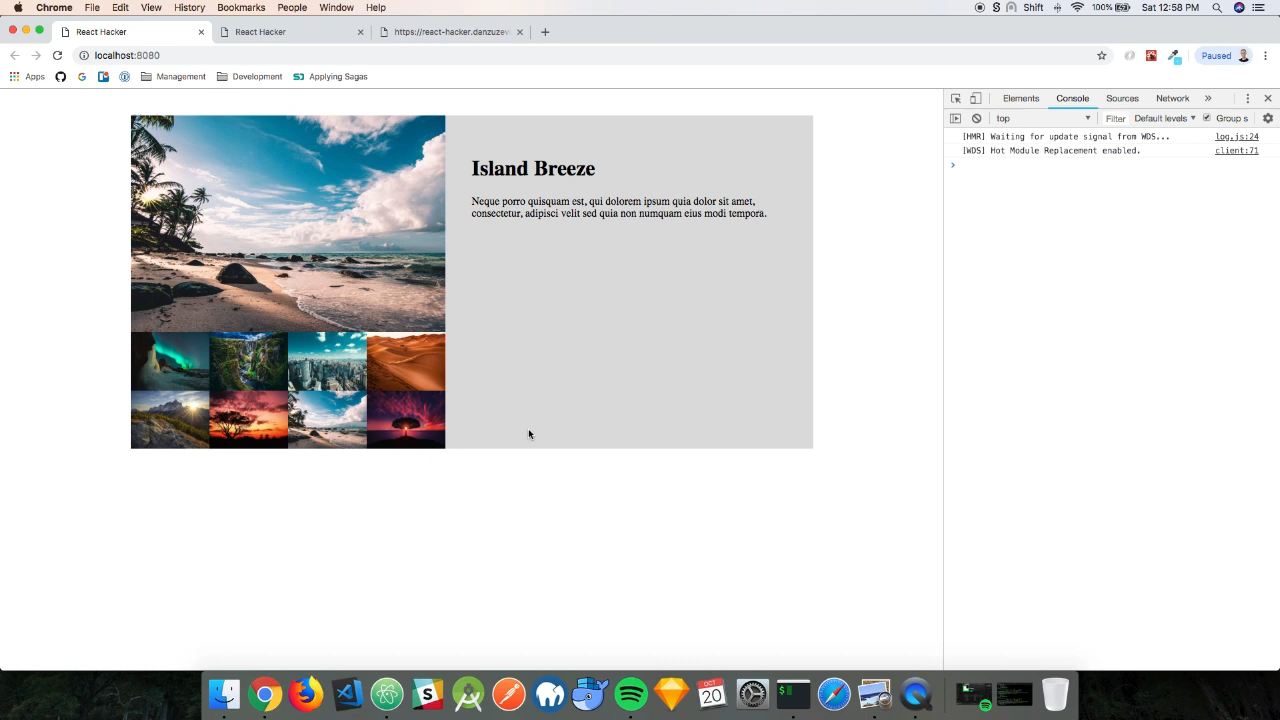 Chrome File Edit View History Bookmarks People Window Help Shift 100% Sat 12:58 PM
React Hacker React Hacker https://react-hacker.danzuzevi
localhost:8080 Paused
Apps Management Development Applying Sagas
Elements Console Sources Network
top Filter Default levels Group s
[HMR] Waiting for update signal from WDS... log.js:24
[WDS] Hot Module Replacement enabled. client:71
Island Breeze
Neque porro quisquam est, qui dolorem ipsum quia dolor sit amet,
consectetur, adipisci velit sed quia non numquam eius modi tempora.
OCT
20